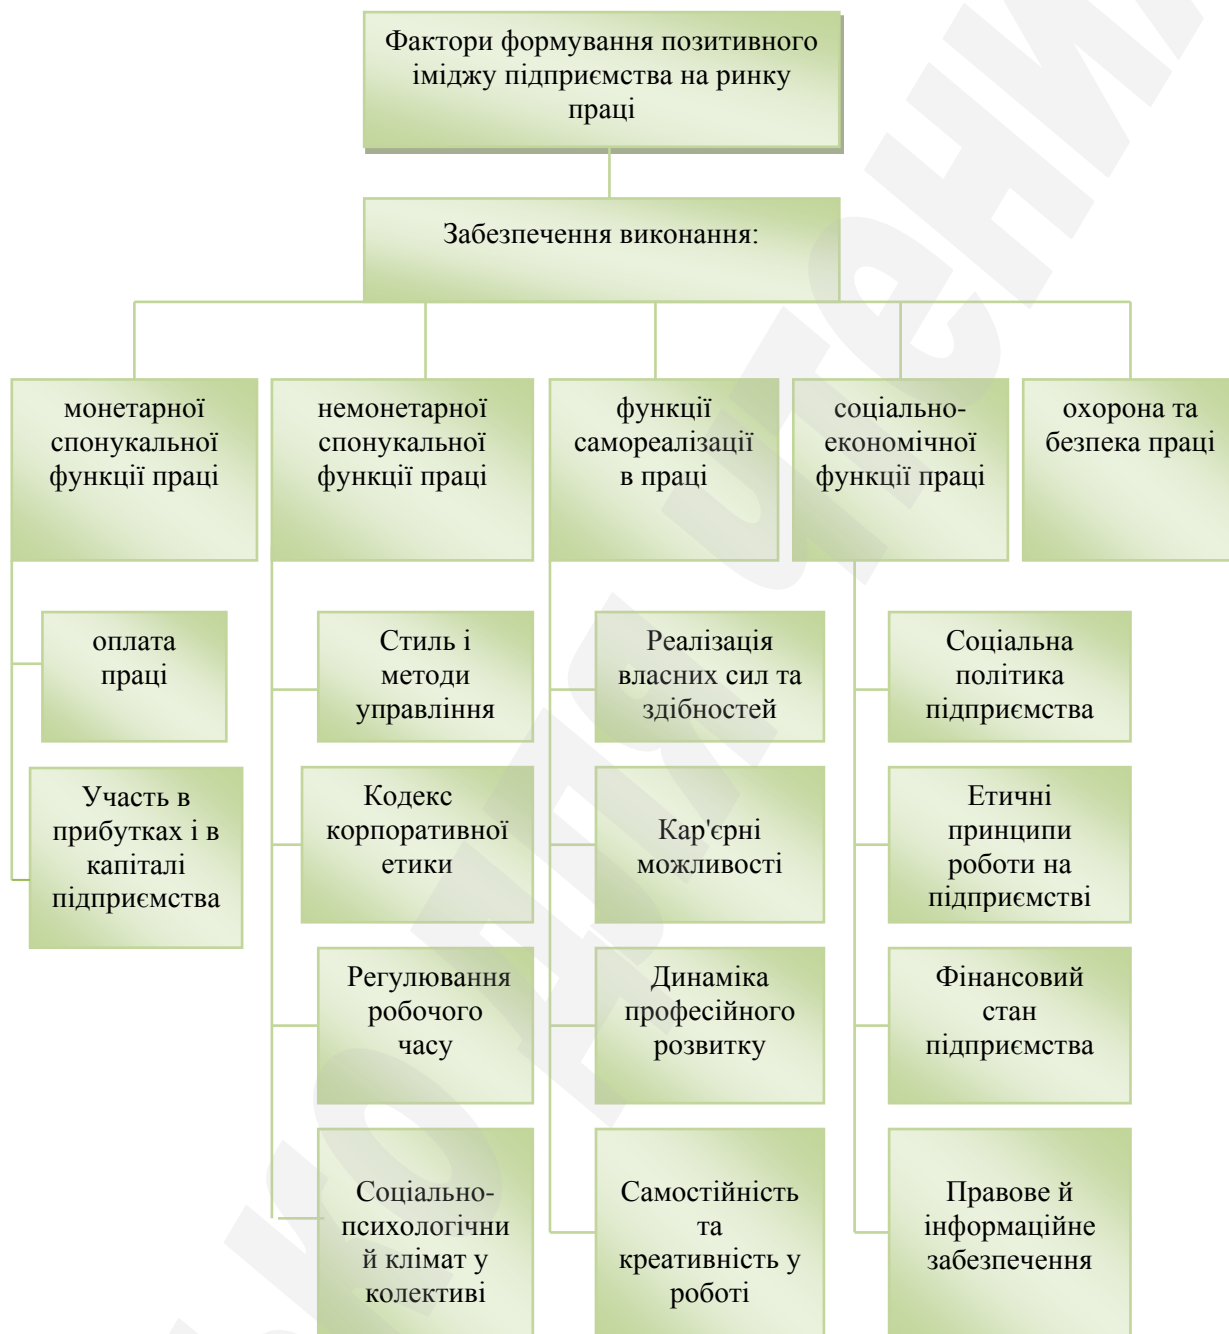 Фактори формування позитивного
іміджу підприємства на ринку
праці
Забезпечення виконання:
монетарної
спонукальної
функції праці
немонетарної
спонукальної
функції праці
функції
самореалізації
в праці
соціально-
економічної
функції праці
охорона та
безпека праці
оплата
праці
Участь в
прибутках і в
капіталі
підприємства
Стиль і
методи
управління
Кодекс
корпоративної
етики
Регулювання
робочого
часу
Соціально-
психологічни
й клімат у
колективі
Реалізація
власних сил та
здібностей
Кар'єрні
можливості
Динаміка
професійного
розвитку
Самостійність
та
креативність у
роботі
Соціальна
політика
підприємства
Етичні
принципи
роботи на
підприємстві
Фінансовий
стан
підприємства
Правове й
інформаційне
забезпечення
для чтени